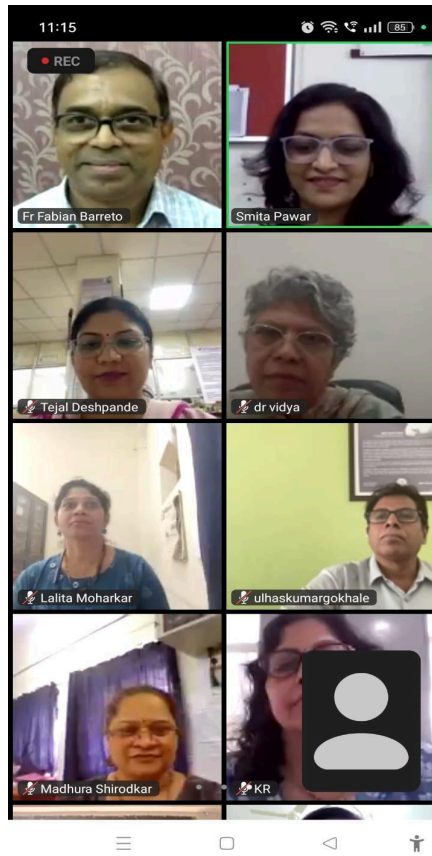 11:15
85
REC
Fr Fabian Barreto
Smita Pawar
Tejal Deshpande
dr vidya
Lalita Moharkar
ulhaskumargokhale
Madhura Shirodkar
KR